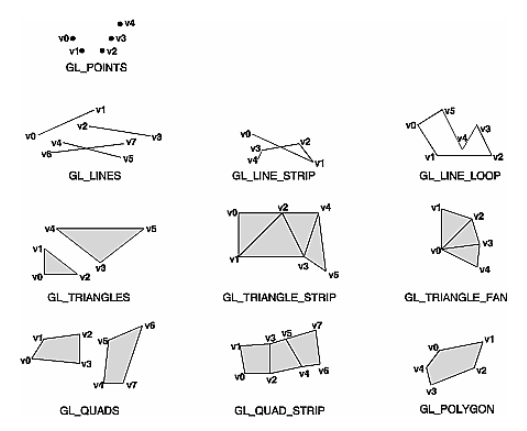 v4
v0 v3
v1 v2
GL_POINTS
v1
v2
v0 v3
v4 v7
v6 v5
GL_LINES
v0
v3 v2
v4 v1
GL_LINE_STRIP
v5
v0 v3
v4
v1 v2
GL_LINE_LOOP
v4 v5
v1
v3
v0 v2
GL_TRIANGLES
v0 v2 v4
v1 v3
v5
GL_TRIANGLE_STRIP
v1
v2
v3
v0
v4
GL_TRIANGLE_FAN
v6
v1 v2 v5
v0 v3
v4 v7
GL_QUADS
v7
v5
v1 v3
v4 v6
v0 v2
GL_QUAD_STRIP
v0 v1
v4 v2
v3
GL_POLYGON